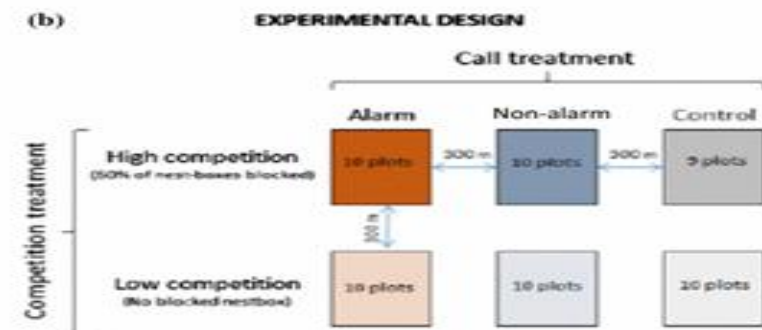 (b) EXPERIMENTAL DESIGN
Call treatment
Alarm Non-alarm Control
High competition
(50% of nest-boxes blocked)
10 plots 300 m 10 plots 300 m 9 plots
300 m
Low competition
(No blocked nestbox)
10 plots 10 plots 10 plots
Competition treatment